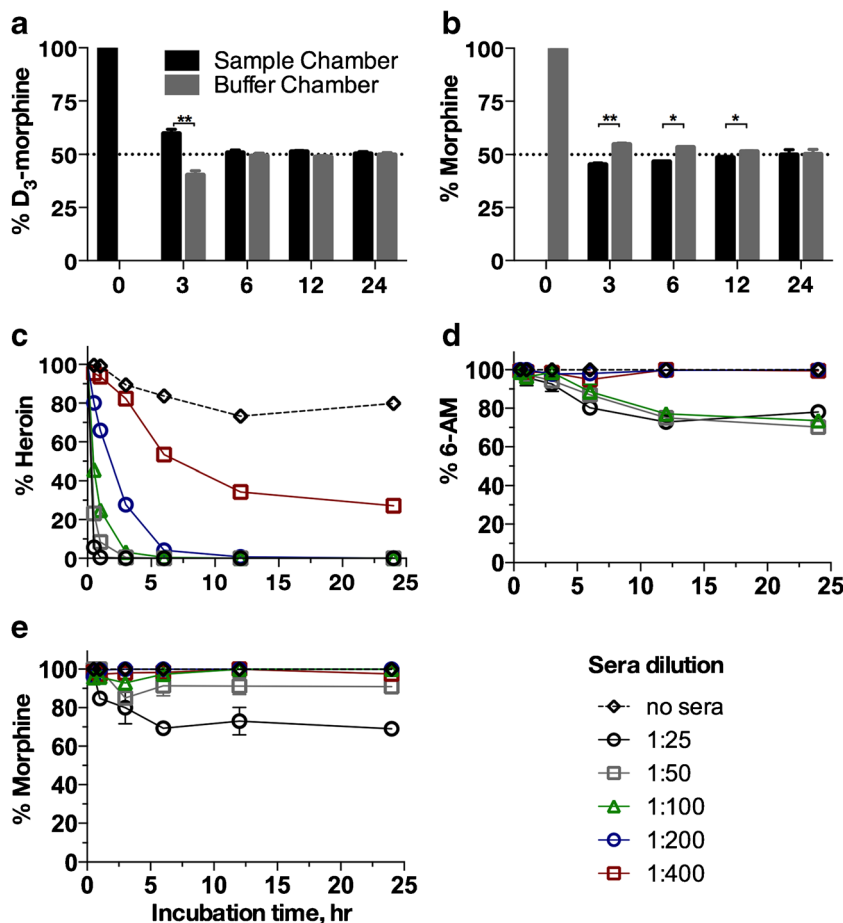 a
% D3-morphine
100
75
50
25
0
**
Sample Chamber
Buffer Chamber
0 3 6 12 24
b
% Morphine
100
75
50
25
0
** * *
0 3 6 12 24
c
% Heroin
100
80
60
40
20
0
0 5 10 15 20 25
d
% 6-AM
100
80
60
40
20
0
0 5 10 15 20 25
e
% Morphine
100
80
60
40
20
0
0 5 10 15 20 25
Incubation time, hr
Sera dilution
no sera
1:25
1:50
1:100
1:200
1:400